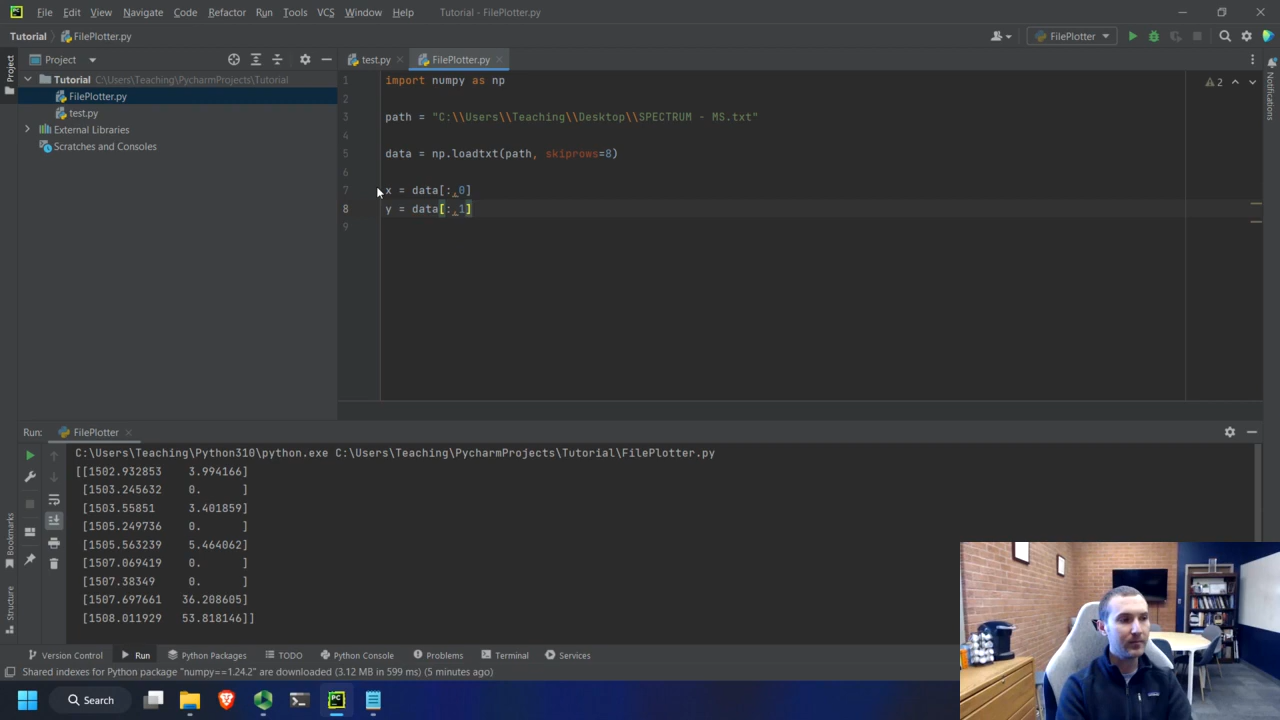 File Edit View Navigate Code Refactor Run Tools VCS Window Help Tutorial - FilePlotter.py
Tutorial FilePlotter.py FilePlotter
Project Project test.py FilePlotter.py
Tutorial C:\Users\Teaching\PycharmProjects\Tutorial
FilePlotter.py
test.py
External Libraries
Scratches and Consoles
1 import numpy as np
2
3 path = "C:\\Users\\Teaching\\Desktop\\SPECTRUM - MS.txt"
4
5 data = np.loadtxt(path, skiprows=8)
6
7 x = data[:,0]
8 y = data[:,1]
9
2
Notifications
Run: FilePlotter
C:\Users\Teaching\Python310\python.exe C:\Users\Teaching\PycharmProjects\Tutorial\FilePlotter.py
[[1502.932853 3.994166]
[1503.245632 0. ]
[1503.55851 3.401859]
[1505.249736 0. ]
[1505.563239 5.464062]
[1507.069419 0. ]
[1507.38349 0. ]
[1507.697661 36.208605]
[1508.011929 53.818146]]
Bookmarks
Structure
Version Control Run Python Packages TODO Python Console Problems Terminal Services
Shared indexes for Python package "numpy==1.24.2" are downloaded (3.12 MB in 599 ms) (5 minutes ago)
Search
PC